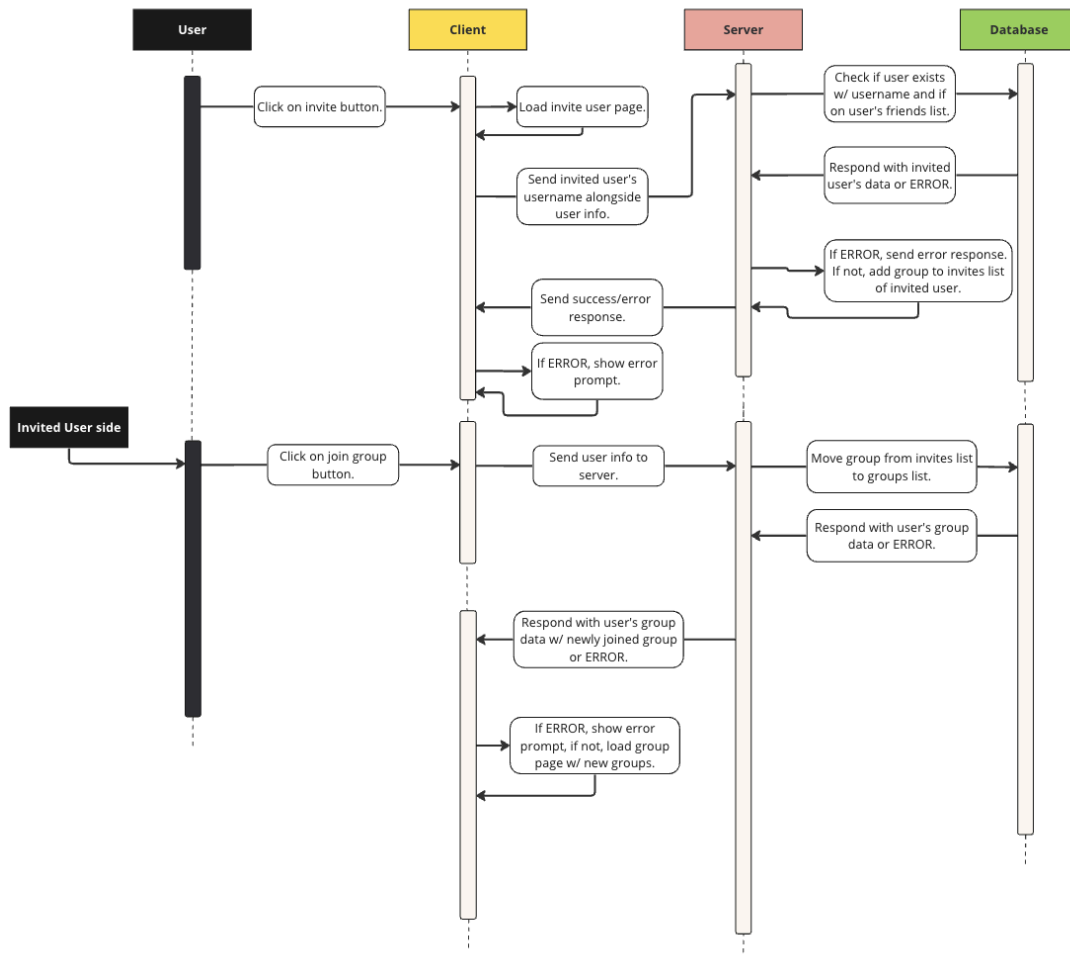 User
Client
Server
Database
Click on invite button.
Load invite user page.
Check if user exists
w/ username and if
on user's friends list.
Send invited user's
username alongside
user info.
Respond with invited
user's data or ERROR.
If ERROR, send error response.
If not, add group to invites list
of invited user.
Send success/error
response.
If ERROR, show error
prompt.
Invited User side
Click on join group
button.
Send user info to
server.
Move group from invites list
to groups list.
Respond with user's group
data or ERROR.
Respond with user's group
data w/ newly joined group
or ERROR.
If ERROR, show error
prompt, if not, load group
page w/ new groups.